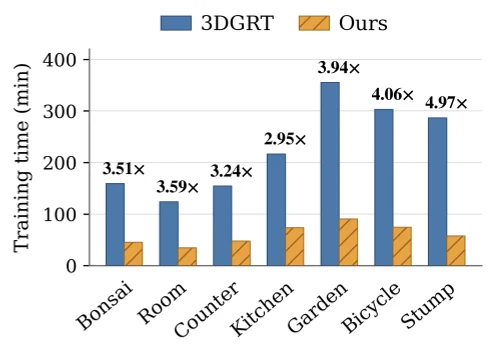 3DGRT Ours
Training time (min)
400
300
200
100
0
3.51×
3.59×
3.24×
2.95×
3.94×
4.06×
4.97×
Bonsai
Room
Counter
Kitchen
Garden
Bicycle
Stump